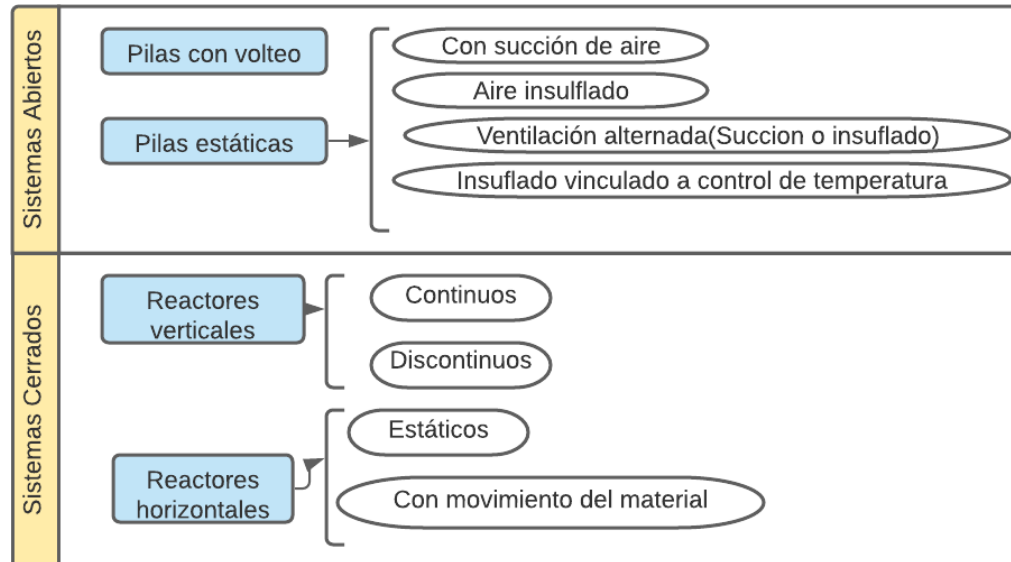 Sistemas Abiertos
Pilas con volteo
Pilas estáticas
Con succión de aire
Aire insulflado
Ventilación alternada(Succion o insuflado)
Insuflado vinculado a control de temperatura
Sistemas Cerrados
Reactores
verticales
Continuos
Discontinuos
Reactores
horizontales
Estáticos
Con movimiento del material